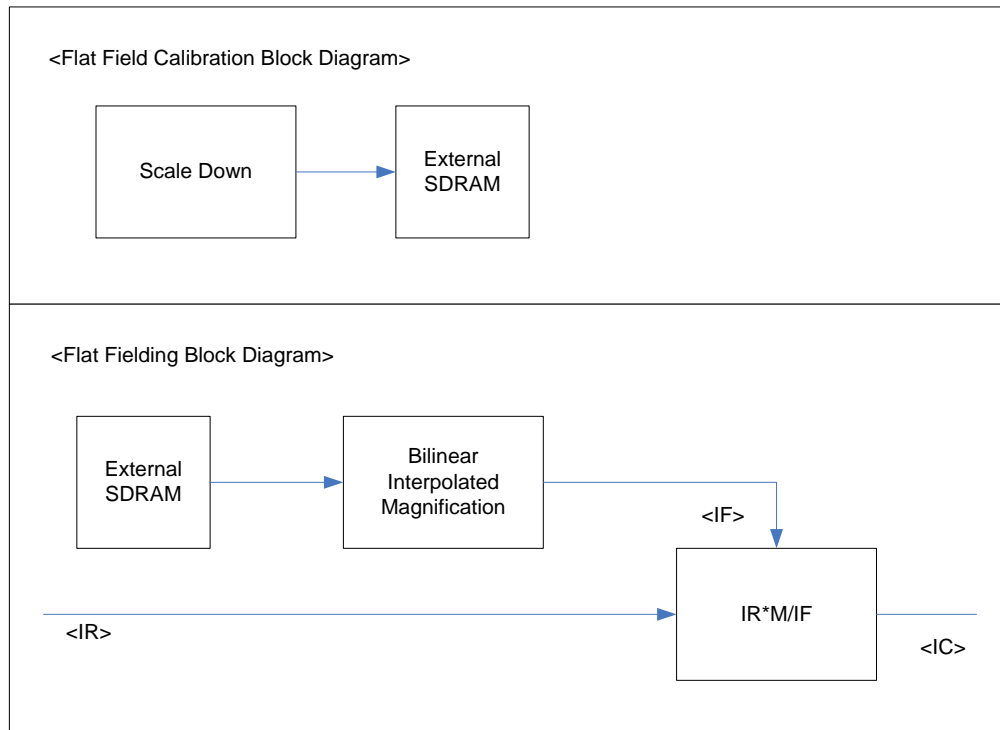 <Flat Field Calibration Block Diagram>
Scale Down
External
SDRAM
<Flat Fielding Block Diagram>
External
SDRAM
Bilinear
Interpolated
Magnification
<IF>
<IR>
IR*M/IF
<IC>